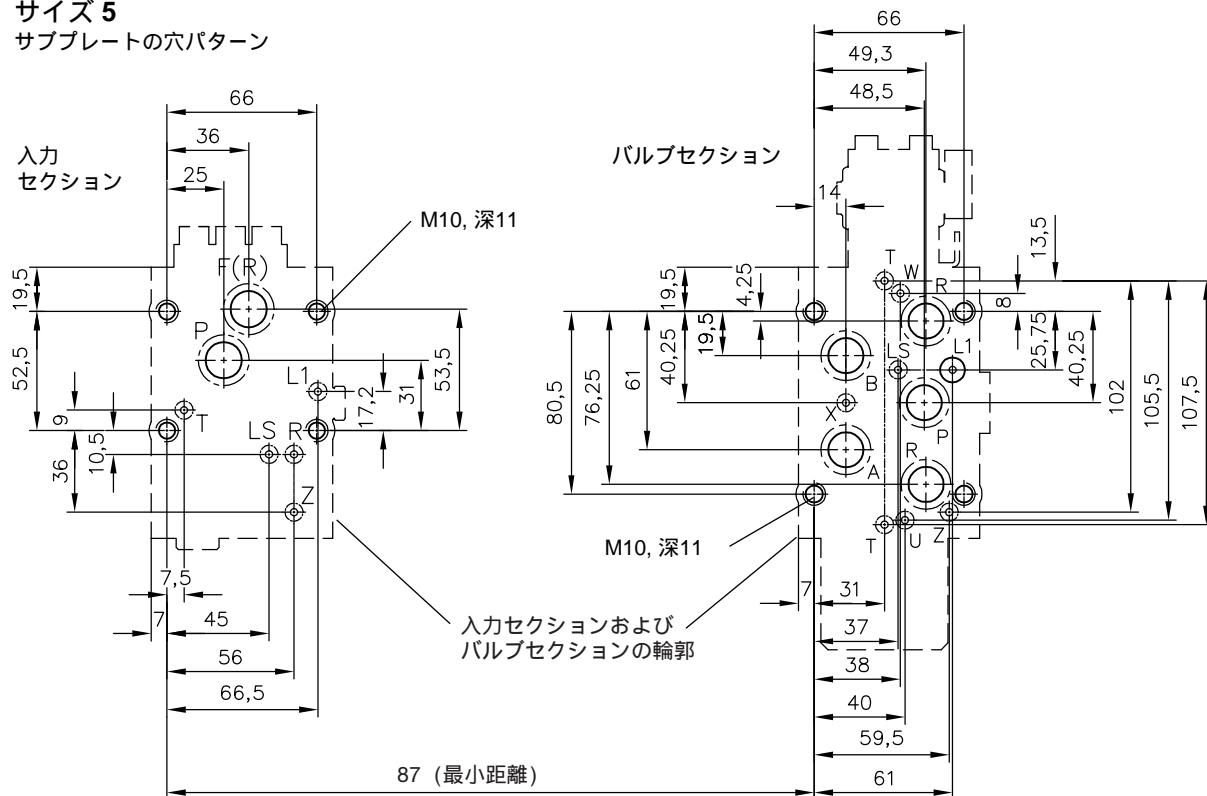 サイズ 5
サブプレートの穴パターン
入力
セクション
66
36
25
M10, 深11
F(R)
P
L1
T
LS
R
Z
19,5
52,5
9
10,5
36
53,5
31
17,2
7,5
7
45
56
66,5
87 (最小距離)
入力セクションおよび
バルブセクションの輪郭
バルブセクション
66
49,3
48,5
14
T
W
R
LS
L1
B
X
P
A
R
T
U
Z
19,5
4,25
19,5
40,25
61
76,25
80,5
13,5
8
25,75
40,25
102
105,5
107,5
M10, 深11
7
31
37
38
40
59,5
61